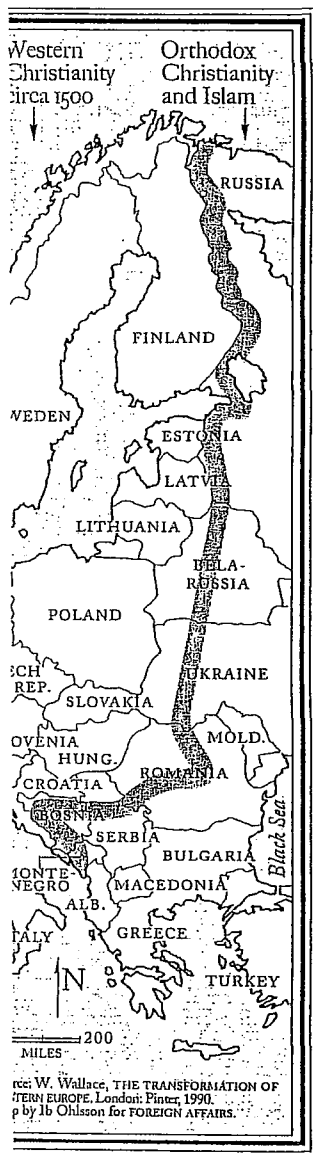 Western Orthodox
Christianity Christianity
circa 1500 and Islam
RUSSIA
FINLAND
WEDEN
ESTONIA
LATVIA
LITHUANIA
BELA-
RUSSIA
POLAND
UKRAINE
ECH
REP.
SLOVAKIA
OVENIA
MOLD.
HUNG.
ROMANIA
CROATIA
BOSNIA
SERBIA
Black Sea
BULGARIA
MONTE-
NEGRO
MACEDONIA
ALB.
TALY
GREECE
N
TURKEY
200
MILES
rce: W. Wallace, THE TRANSFORMATION OF
STERN EUROPE. London: Pinter, 1990.
p by Ib Ohlsson for FOREIGN AFFAIRS.